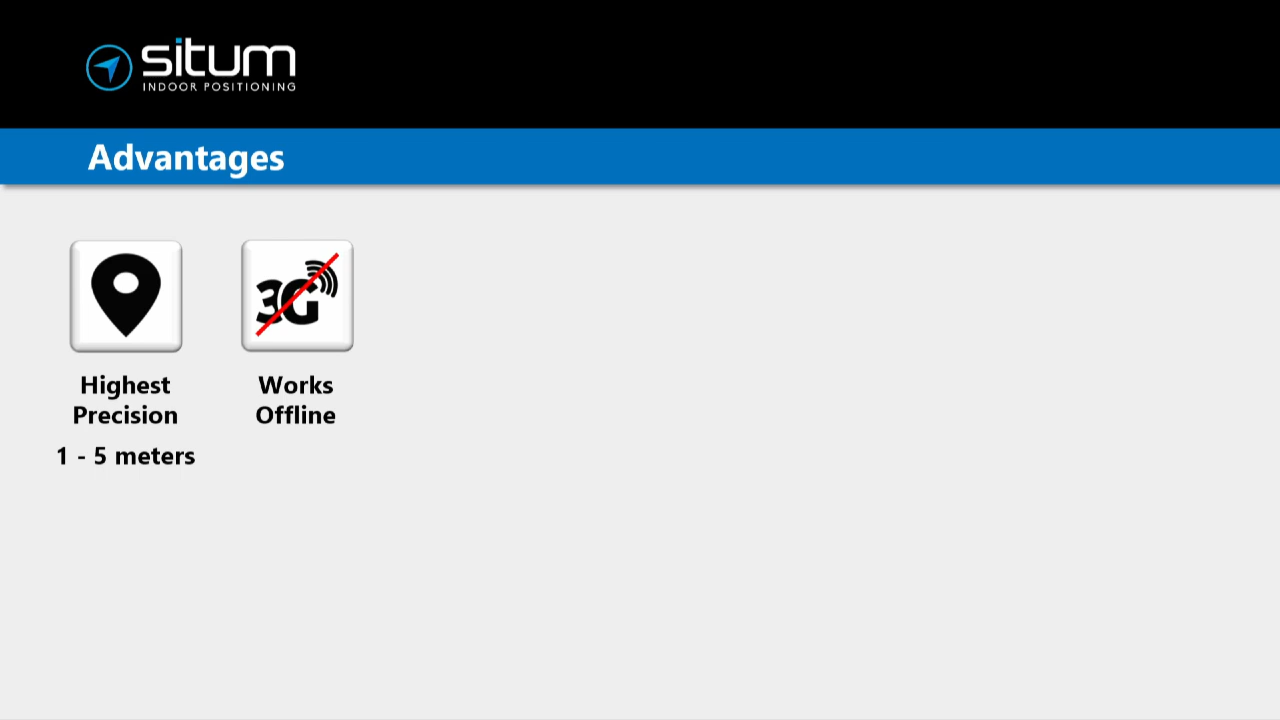 situm
INDOOR POSITIONING
Advantages
3G
Highest
Precision
1 - 5 meters
Works
Offline